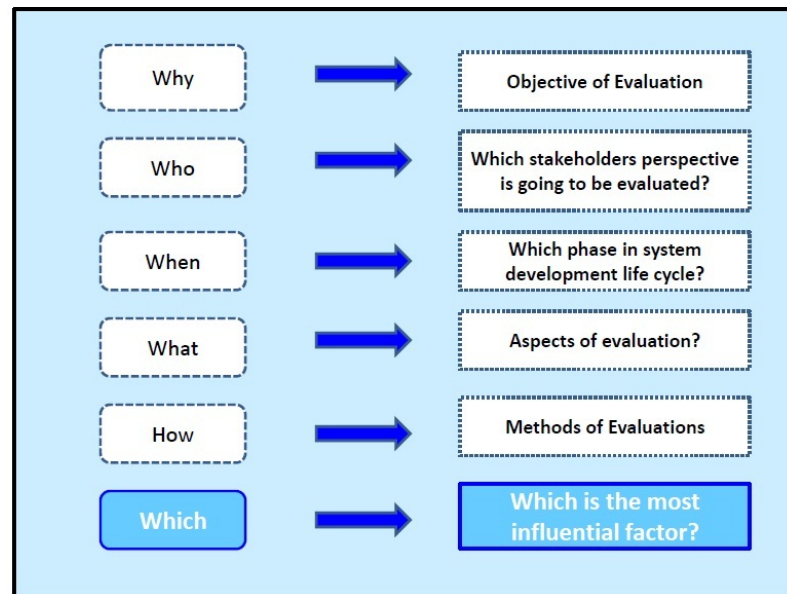 Why
Objective of Evaluation
Who
Which stakeholders perspective
is going to be evaluated?
When
Which phase in system
development life cycle?
What
Aspects of evaluation?
How
Methods of Evaluations
Which
Which is the most
influential factor?